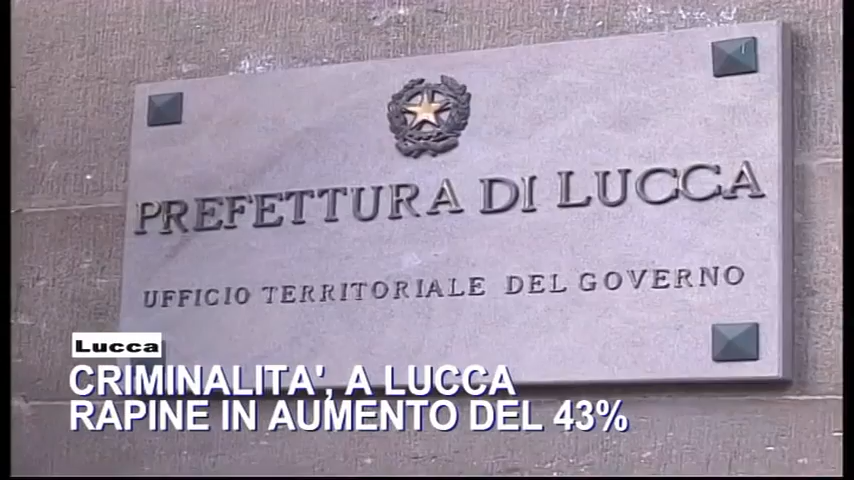 PREFETTURA DI LUCCA
UFFICIO TERRITORIALE DEL GOVERNO
Lucca
CRIMINALITA', A LUCCA
RAPINE IN AUMENTO DEL 43%